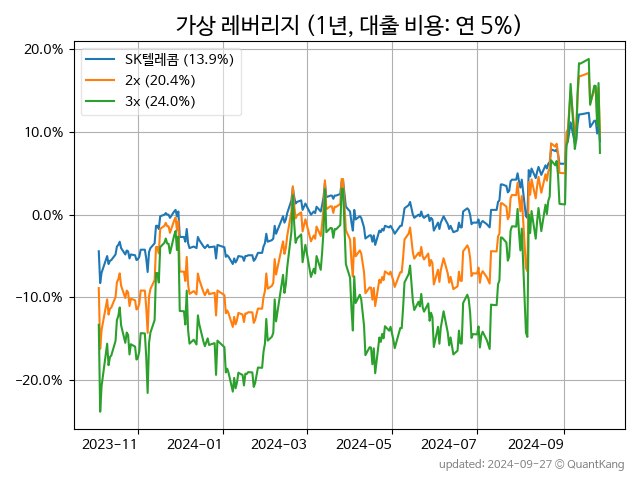 가상 레버리지 (1년, 대출 비용: 연 5%)
20.0%
10.0%
0.0%
−10.0%
−20.0%
SK텔레콤 (13.9%)
2x (20.4%)
3x (24.0%)
2023-11 2024-01 2024-03 2024-05 2024-07 2024-09
updated: 2024-09-27 © QuantKang